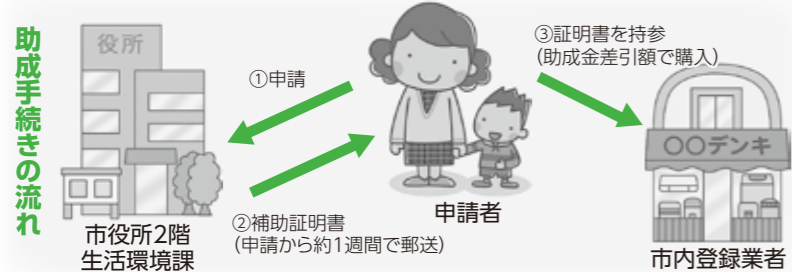 助成手続きの流れ
役所
①申請
②補助証明書
(申請から約1週間で郵送)
市役所2階
生活環境課
申請者
③証明書を持参
(助成金差引額で購入)
〇〇デンキ
市内登録業者